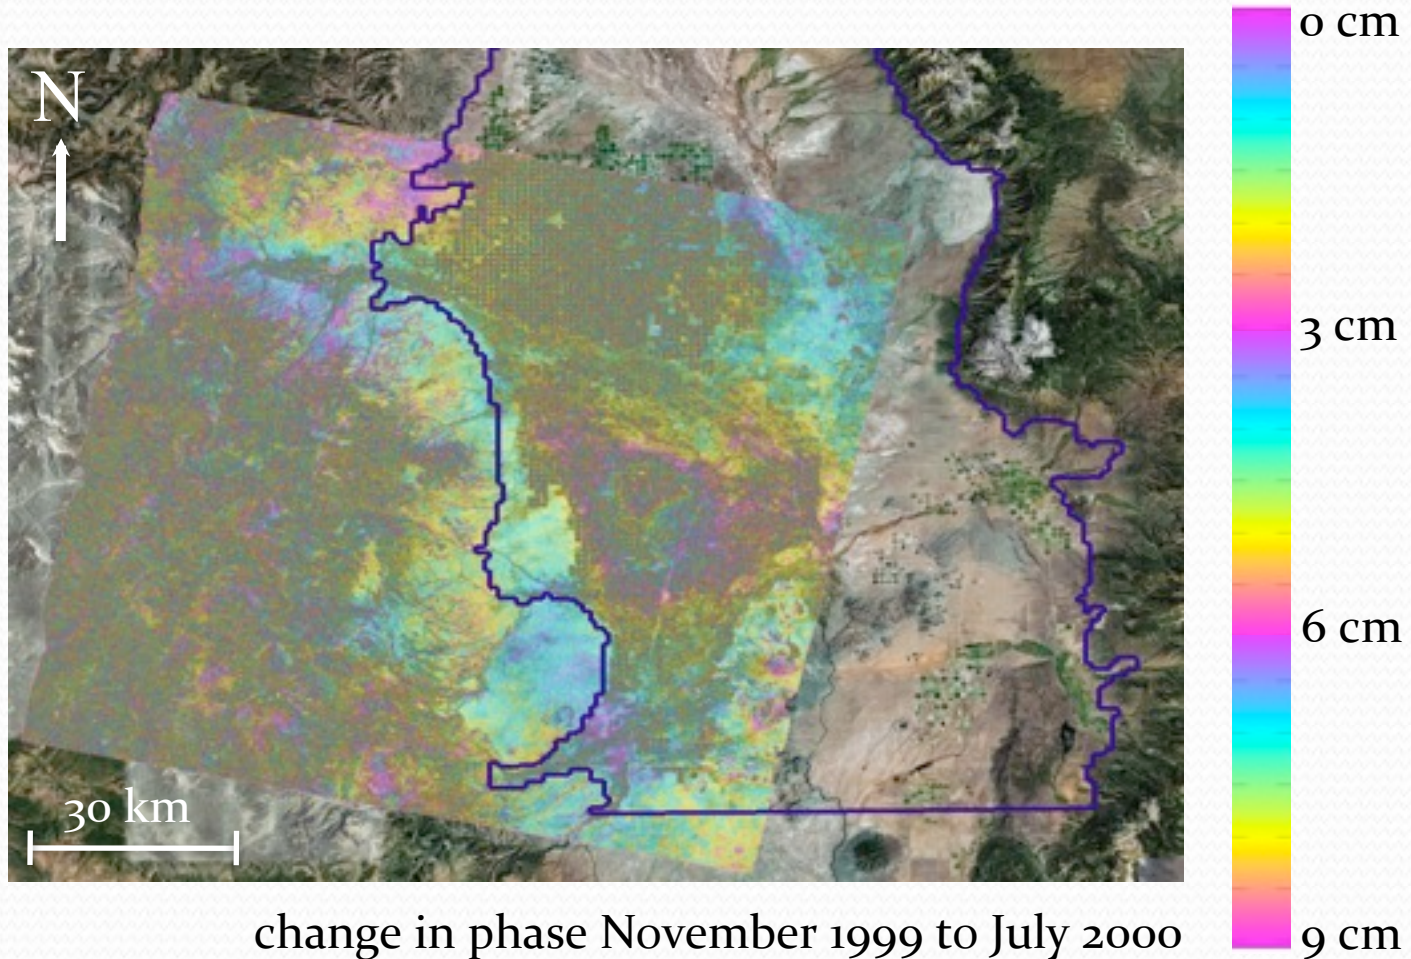 N
30 km
0 cm
3 cm
6 cm
9 cm
change in phase November 1999 to July 2000